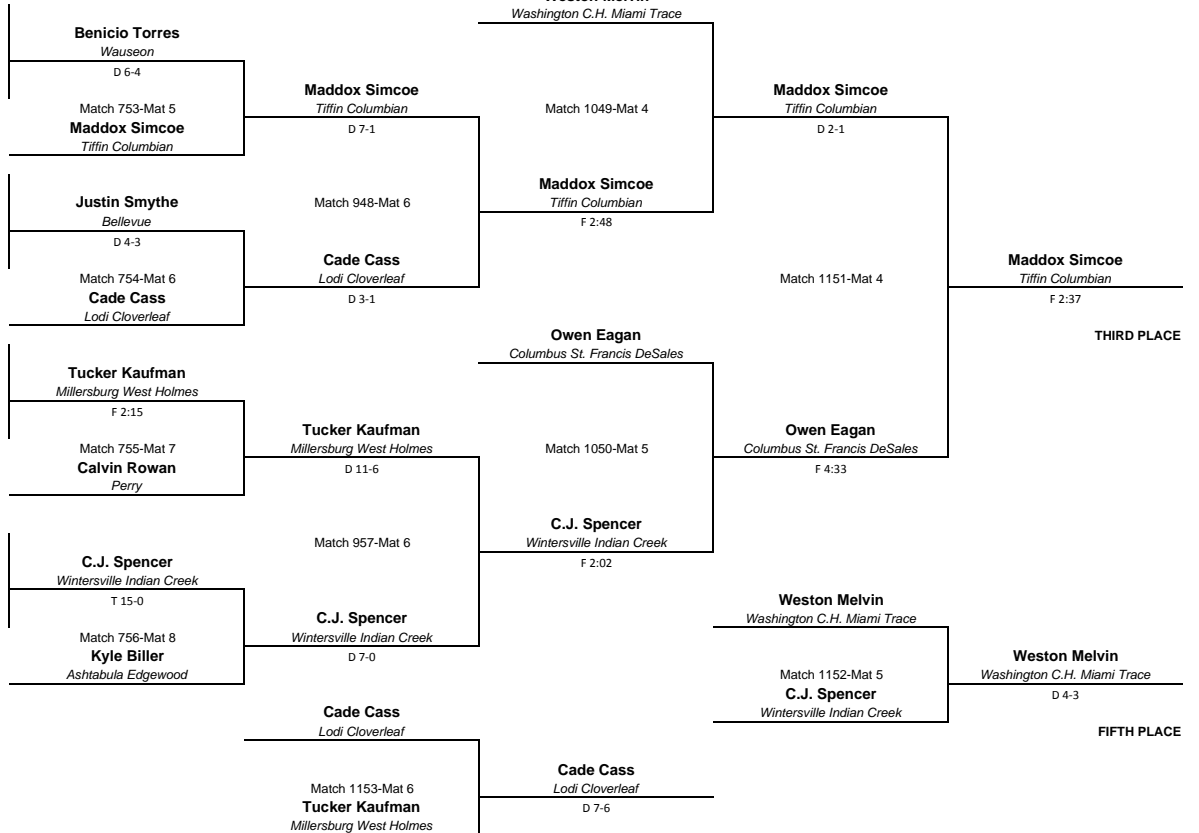 Benicio Torres
Wauseon
D 6-4
Match 753-Mat 5
Maddox Simcoe
Tiffin Columbian
Justin Smythe
Bellevue
D 4-3
Match 754-Mat 6
Cade Cass
Lodi Cloverleaf
Tucker Kaufman
Millersburg West Holmes
F 2:15
Match 755-Mat 7
Calvin Rowan
Perry
C.J. Spencer
Wintersville Indian Creek
T 15-0
Match 756-Mat 8
Kyle Biller
Ashtabula Edgewood
Maddox Simcoe
Tiffin Columbian
D 7-1
Match 948-Mat 6
Cade Cass
Lodi Cloverleaf
D 3-1
Tucker Kaufman
Millersburg West Holmes
D 11-6
Match 957-Mat 6
C.J. Spencer
Wintersville Indian Creek
D 7-0
Cade Cass
Lodi Cloverleaf
Match 1153-Mat 6
Tucker Kaufman
Millersburg West Holmes
Weston Melvin
Washington C.H. Miami Trace
Match 1049-Mat 4
Maddox Simcoe
Tiffin Columbian
F 2:48
Owen Eagan
Columbus St. Francis DeSales
Match 1050-Mat 5
C.J. Spencer
Wintersville Indian Creek
F 2:02
Cade Cass
Lodi Cloverleaf
D 7-6
Maddox Simcoe
Tiffin Columbian
D 2-1
Match 1151-Mat 4
Owen Eagan
Columbus St. Francis DeSales
F 4:33
Weston Melvin
Washington C.H. Miami Trace
Match 1152-Mat 5
C.J. Spencer
Wintersville Indian Creek
Maddox Simcoe
Tiffin Columbian
F 2:37
THIRD PLACE
Weston Melvin
Washington C.H. Miami Trace
D 4-3
FIFTH PLACE